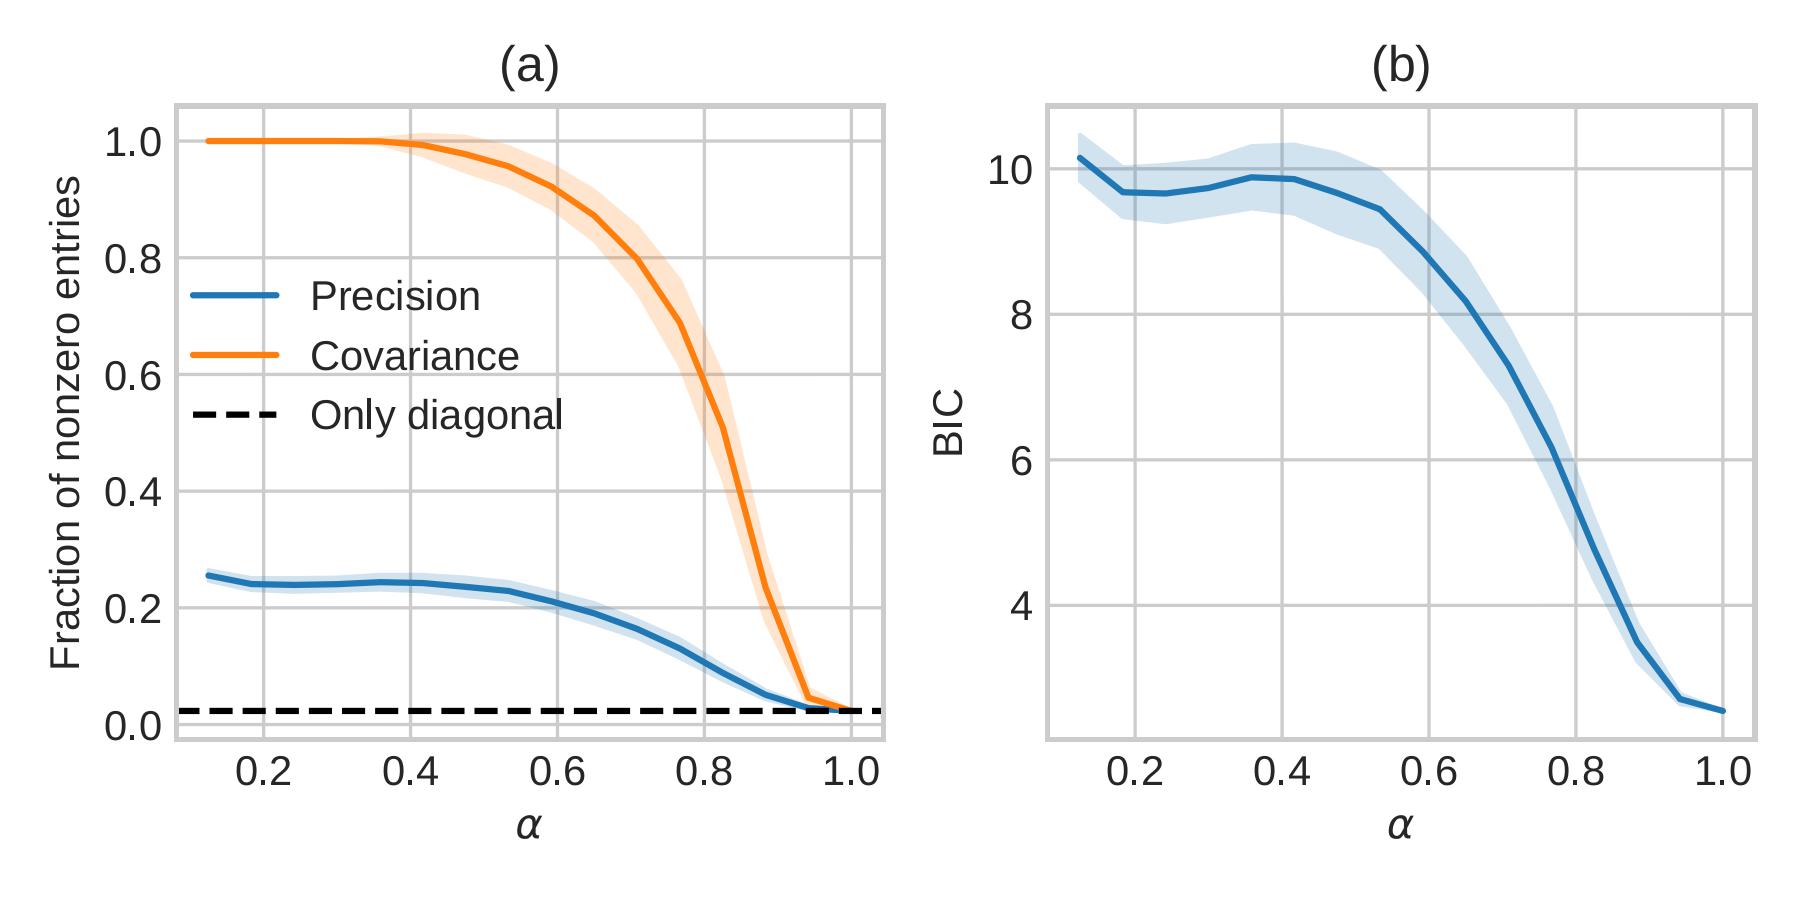 (a)
Fraction of nonzero entries
1.0
0.8
0.6
0.4
0.2
0.0
Precision
Covariance
Only diagonal
0.2 0.4 0.6 0.8 1.0
α
(b)
BIC
10
8
6
4
0.2 0.4 0.6 0.8 1.0
α